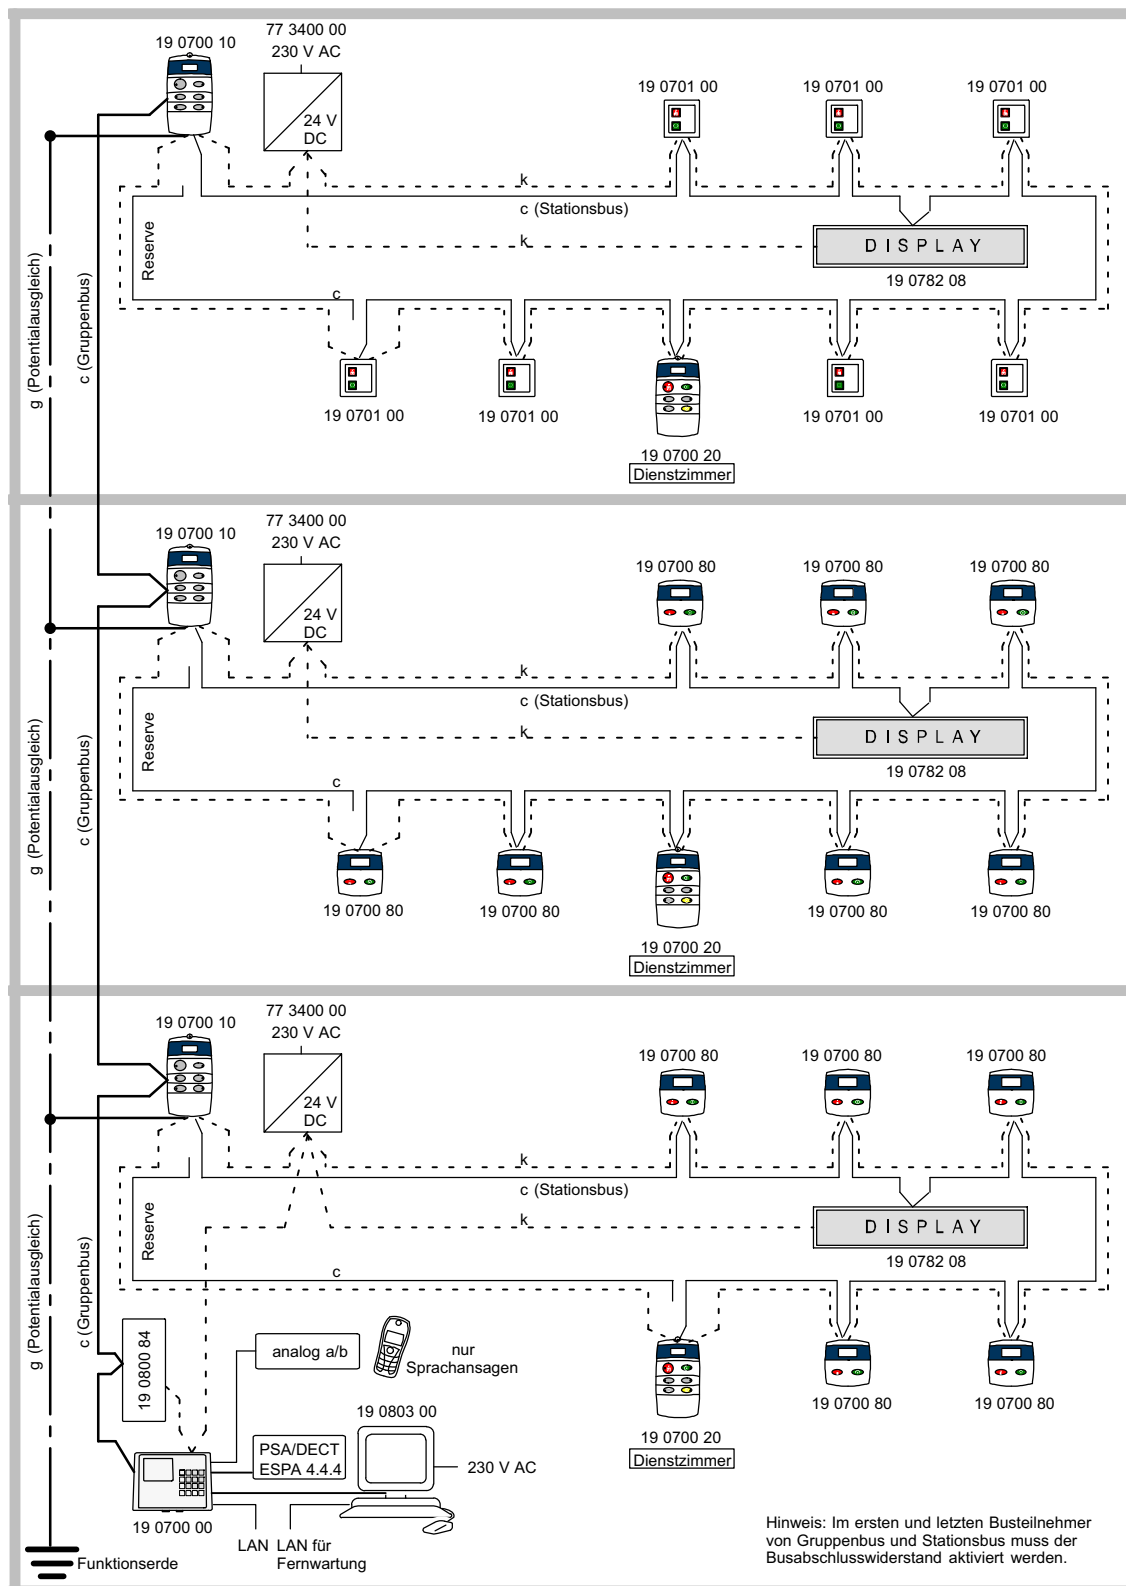 19 0700 10
77 3400 00
230 V AC
24 V
DC
19 0701 00
19 0701 00
19 0701 00
k
c (Stationsbus)
k
Reserve
DISPLAY
19 0782 08
c
g (Potentialausgleich)
c (Gruppenbus)
19 0701 00
19 0701 00
19 0700 20
Dienstzimmer
19 0701 00
19 0701 00
19 0700 10
77 3400 00
230 V AC
24 V
DC
19 0700 80
19 0700 80
19 0700 80
k
c (Stationsbus)
k
Reserve
DISPLAY
19 0782 08
c
g (Potentialausgleich)
c (Gruppenbus)
19 0700 80
19 0700 80
19 0700 20
Dienstzimmer
19 0700 80
19 0700 80
19 0700 10
77 3400 00
230 V AC
24 V
DC
19 0700 80
19 0700 80
19 0700 80
k
c (Stationsbus)
k
Reserve
DISPLAY
19 0782 08
c
g (Potentialausgleich)
c (Gruppenbus)
19 0800 84
analog a/b
nur
Sprachansagen
19 0700 20
Dienstzimmer
19 0700 80
19 0700 80
19 0803 00
PSA/DECT
ESPA 4.4.4
230 V AC
19 0700 00
LAN
LAN für
Fernwartung
Funktionserde
Hinweis: Im ersten und letzten Busteilnehmer
von Gruppenbus und Stationsbus muss der
Busabschlusswiderstand aktiviert werden.